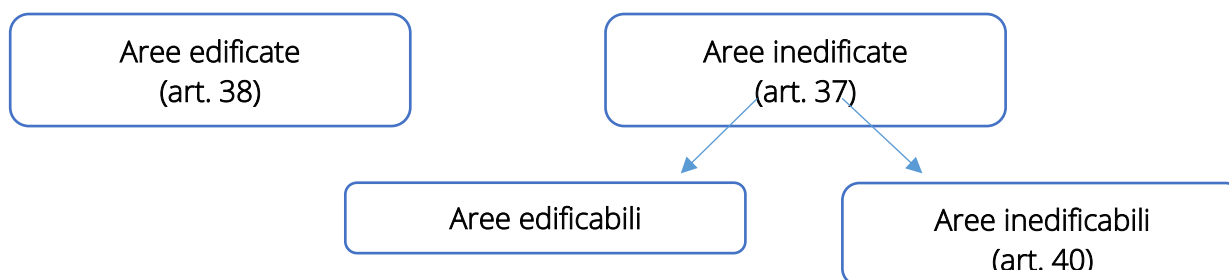 Aree edificate
(art. 38)
Aree inedificate
(art. 37)
Aree edificabili
Aree inedificabili
(art. 40)